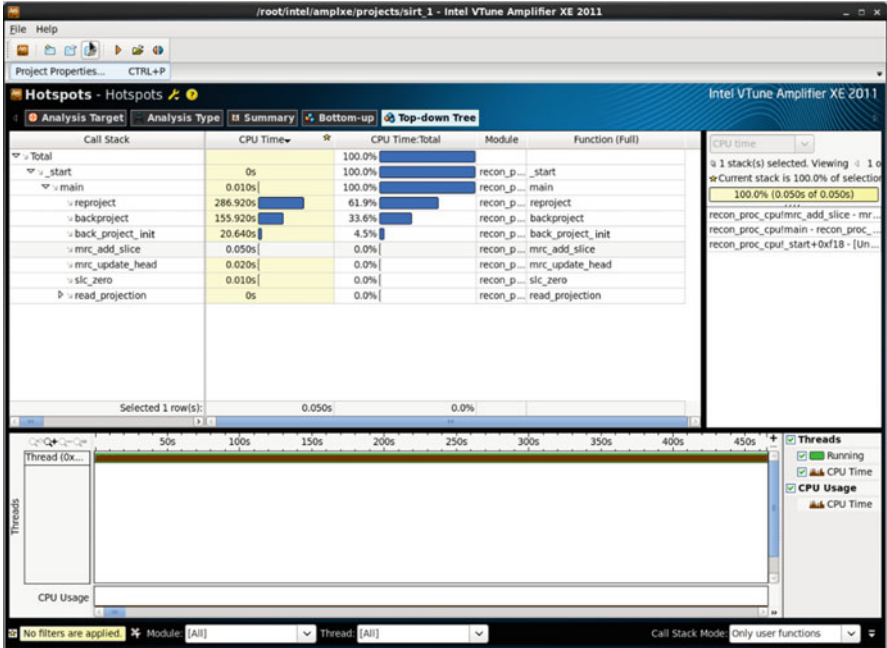 /root/intel/amplxe/projects/sirt_1 - Intel VTune Amplifier XE 2011
File Help
Project Properties... CTRL+P
Hotspots - Hotspots Intel VTune Amplifier XE 2011
Analysis Target Analysis Type Summary Bottom-up Top-down Tree
Call Stack CPU Time CPU Time:Total Module Function (Full)
Total 100.0%
_start 0s 100.0% recon_p... _start
main 0.010s 100.0% recon_p... main
reproject 286.920s 61.9% recon_p... reproject
backproject 155.920s 33.6% recon_p... backproject
back_project_init 20.640s 4.5% recon_p... back_project_init
mrc_add_slice 0.050s 0.0% recon_p... mrc_add_slice
mrc_update_head 0.020s 0.0% recon_p... mrc_update_head
slc_zero 0.010s 0.0% recon_p... slc_zero
read_projection 0s 0.0% recon_p... read_projection
Selected 1 row(s): 0.050s 0.0%
CPU time
1 stack(s) selected. Viewing 1 o
Current stack is 100.0% of selection
100.0% (0.050s of 0.050s)
recon_proc_cpu!mrc_add_slice - mr...
recon_proc_cpu!main - recon_proc_...
recon_proc_cpu!_start+0xf18 - [Un...
50s 100s 150s 200s 250s 300s 350s 400s 450s
Thread (0x...
Threads
CPU Usage
Threads
Running
CPU Time
CPU Usage
CPU Time
No filters are applied. Module: [All] Thread: [All] Call Stack Mode: Only user functions